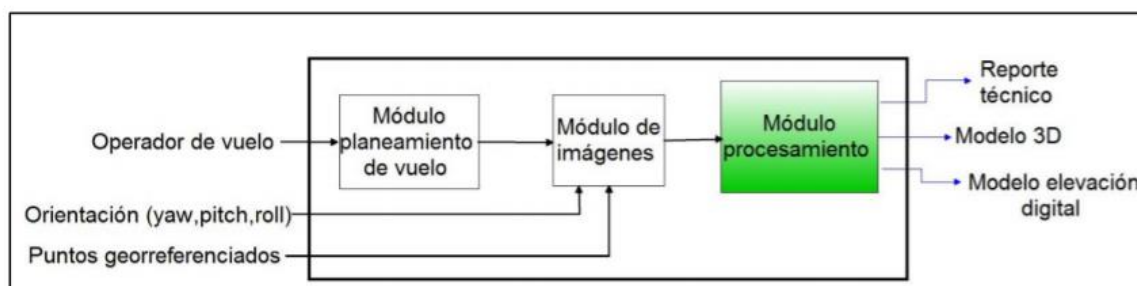 Operador de vuelo
Orientación (yaw,pitch,roll)
Puntos georreferenciados
Módulo
planeamiento
de vuelo
Módulo de
imágenes
Módulo
procesamiento
Reporte
técnico
Modelo 3D
Modelo elevación
digital